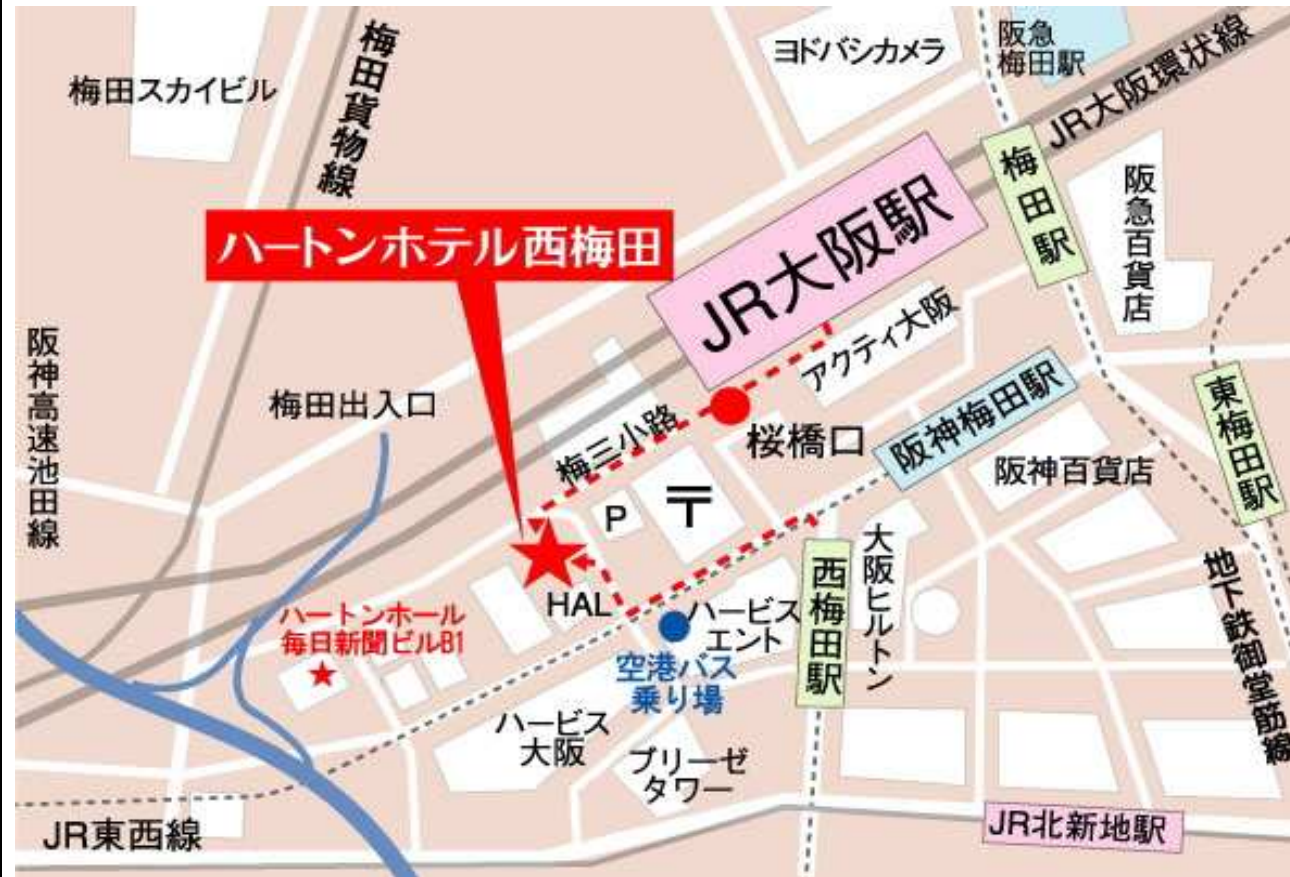 ヨドバシカメラ
阪急
梅田駅
梅田スカイビル
梅田貨物線
JR大阪環状線
梅田駅
阪急百貨店
ハートンホテル西梅田
JR大阪駅
アクティ大阪
阪神高速池田線
梅田出入口
梅三小路
桜橋口
阪神梅田駅
阪神百貨店
東梅田駅
〒
P
大阪ヒルトン
西梅田駅
地下鉄御堂筋線
HAL
ハービス
エント
ハートンホール
毎日新聞ビルB1
空港バス
乗り場
ハービス
大阪
ブリーゼ
タワー
JR東西線
JR北新地駅